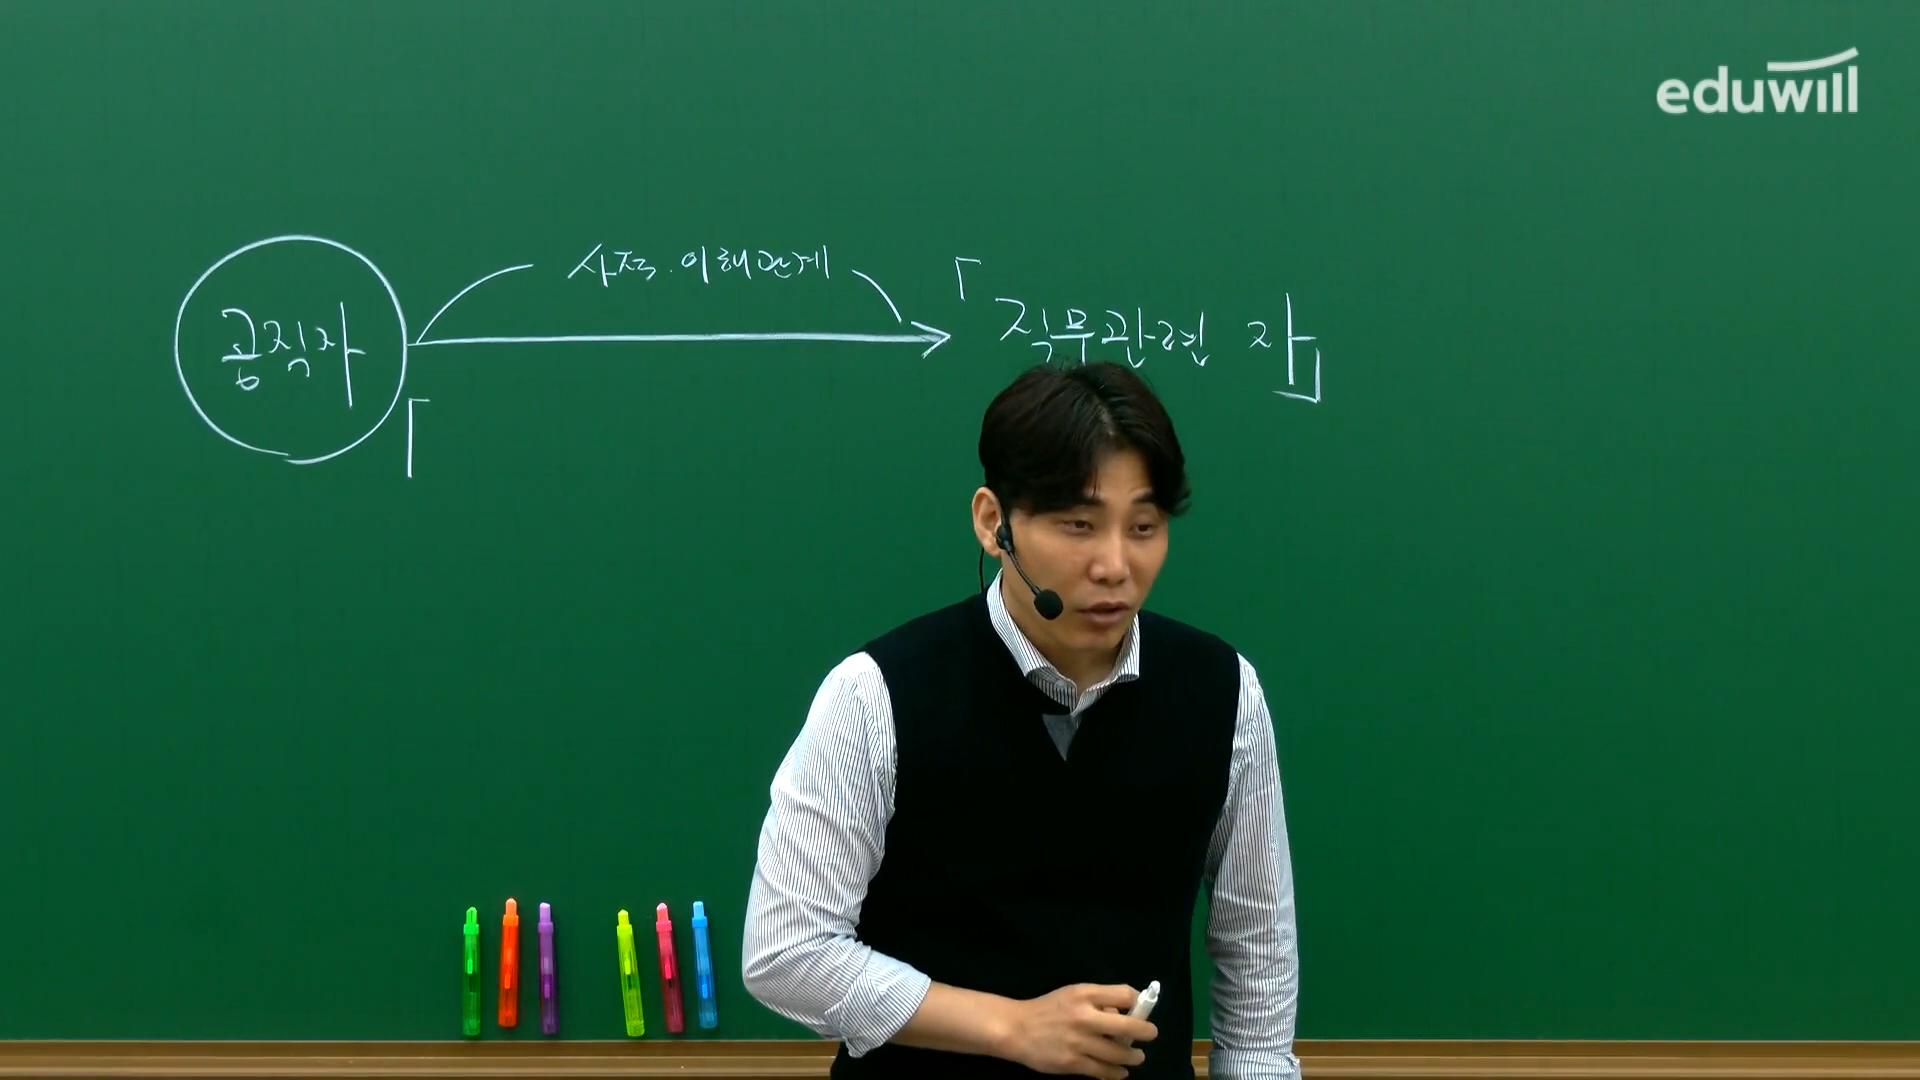 eduwill
사적 이해관계
공직자
「직무관련자」
「